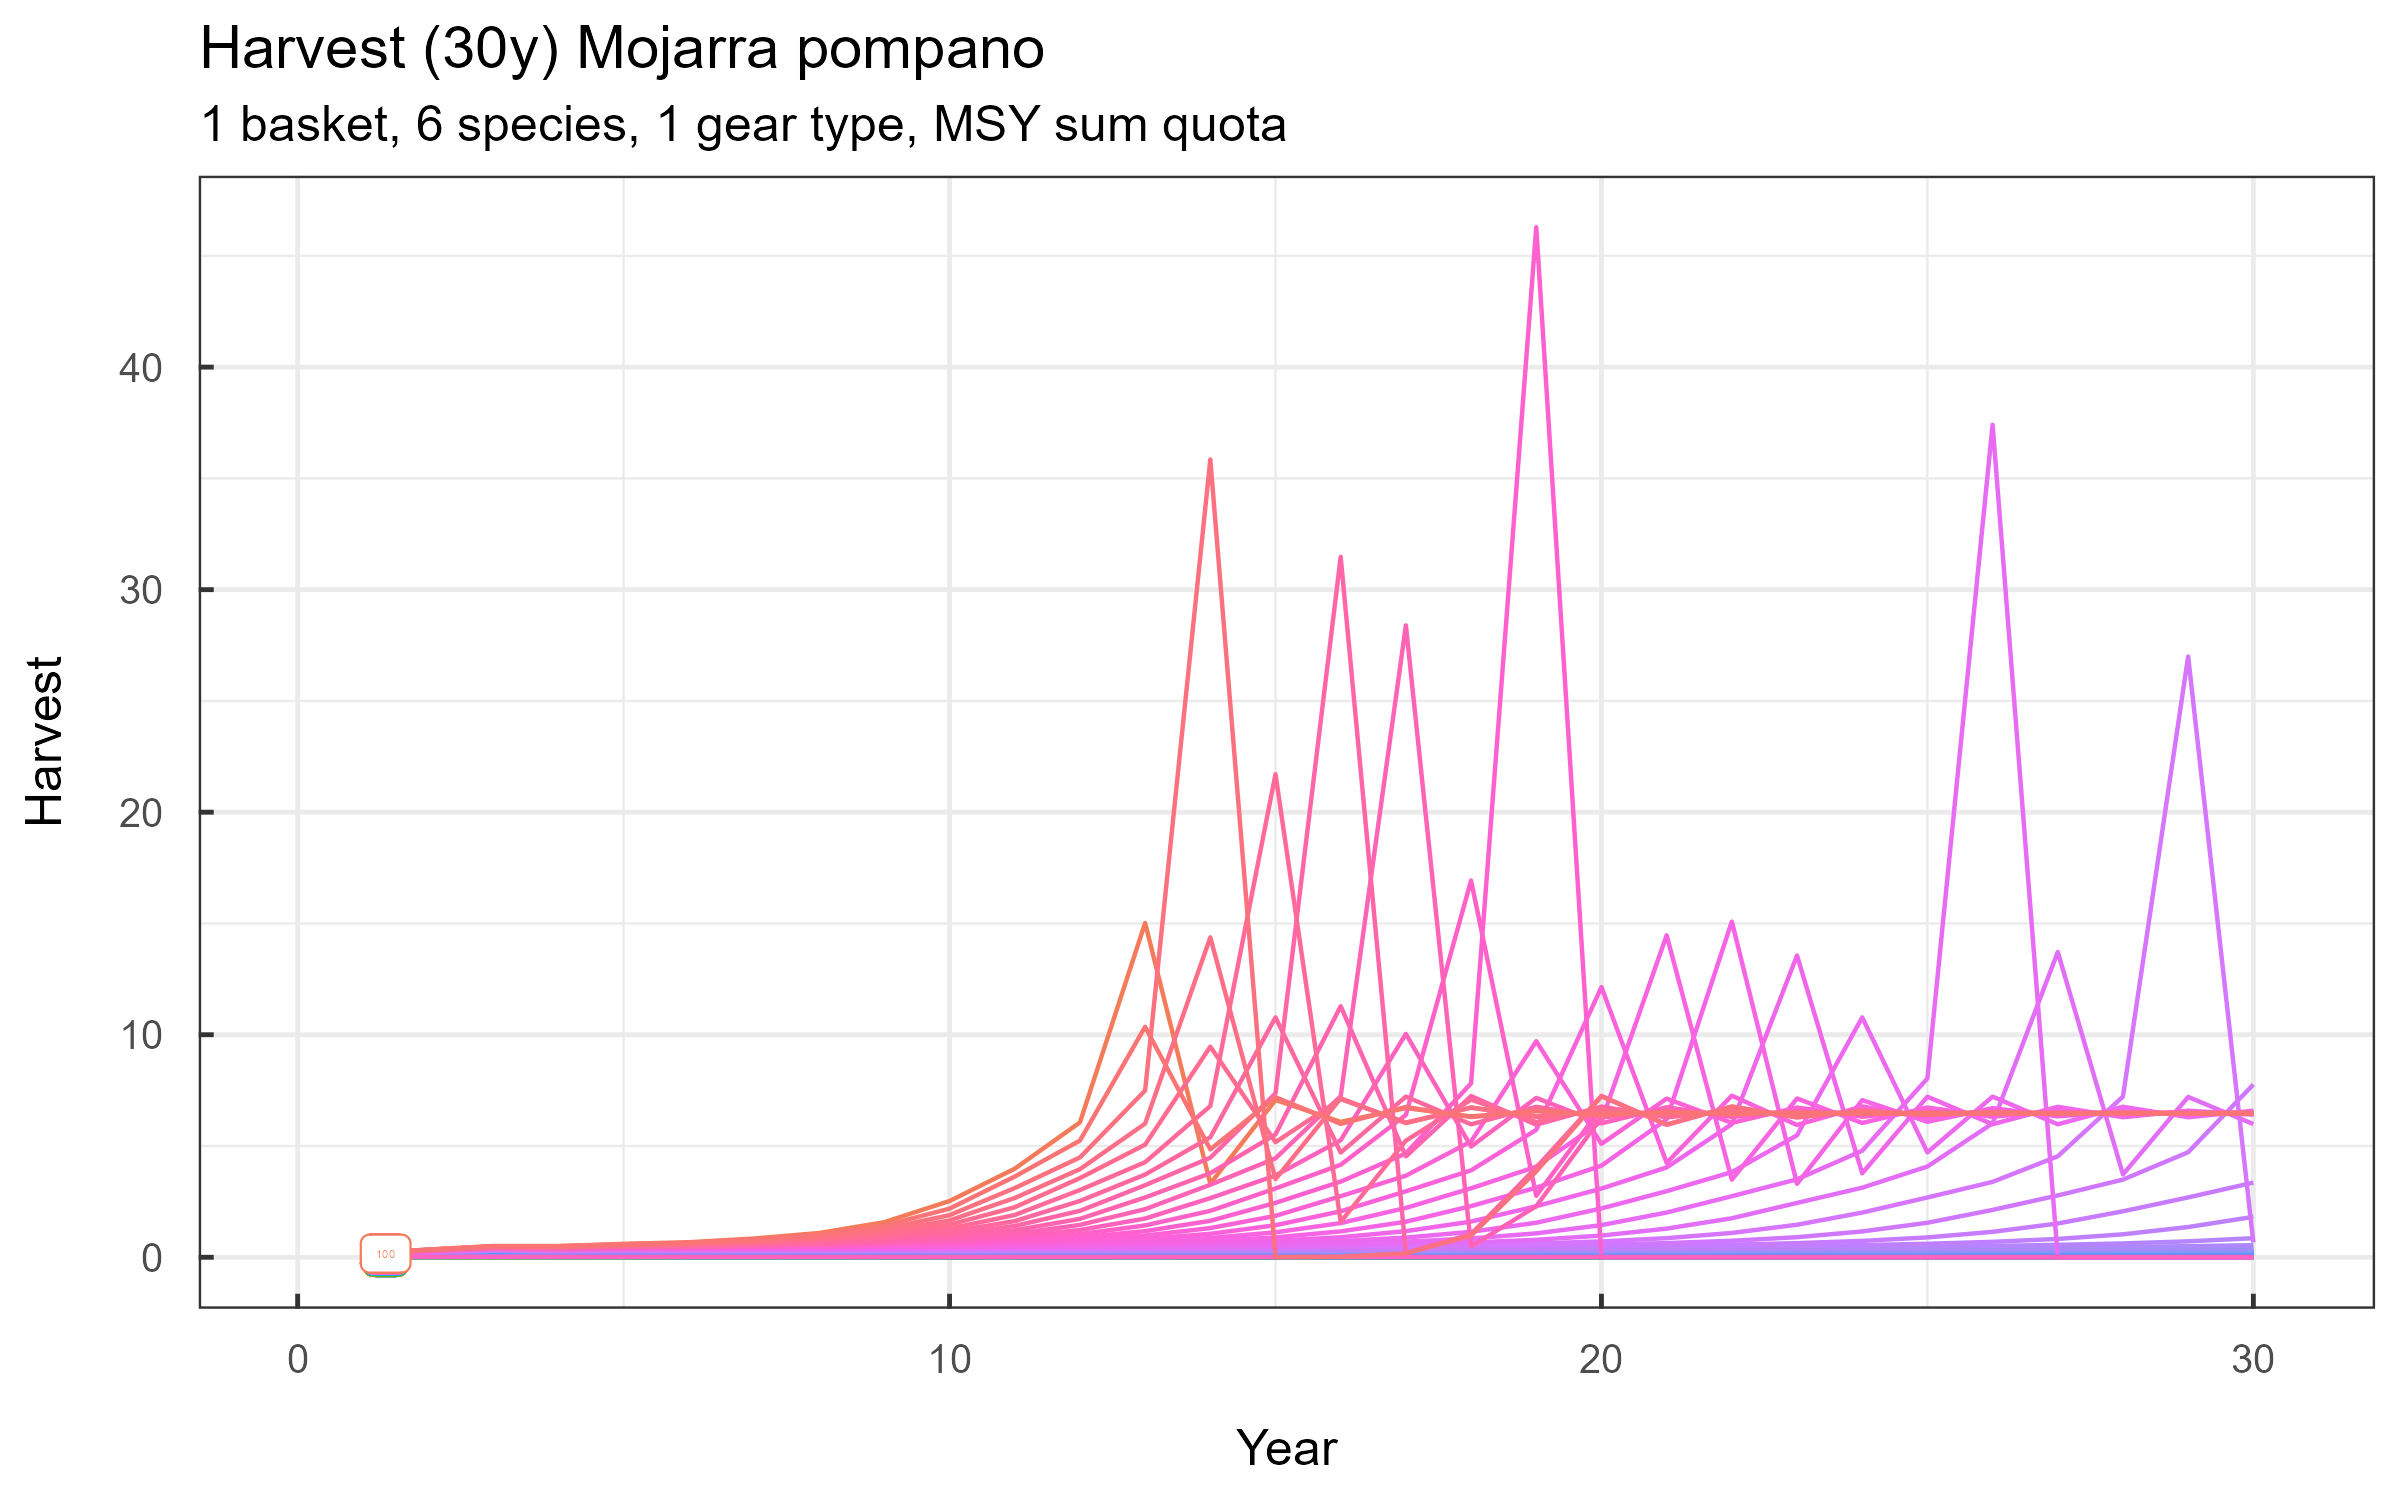 Harvest (30y) Mojarra pompano
1 basket, 6 species, 1 gear type, MSY sum quota
Harvest
40
30
20
10
0
100
0 10 20 30
Year